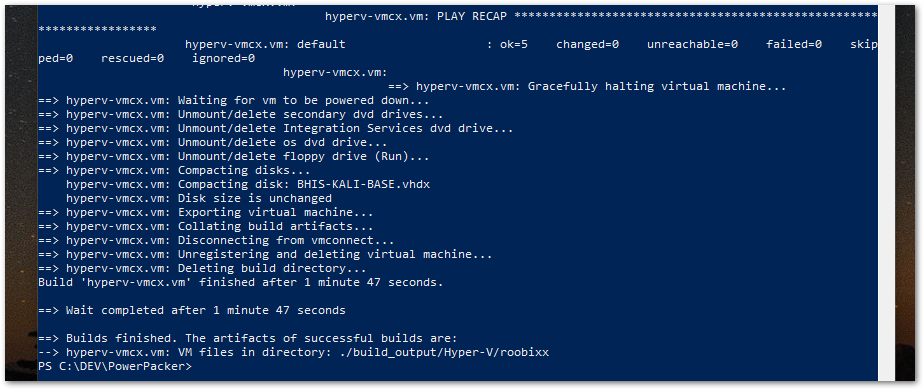 hyperv-vmcx.vm: PLAY RECAP ****************************************************
*****************
hyperv-vmcx.vm: default                    : ok=5    changed=0    unreachable=0    failed=0    skip
ped=0    rescued=0    ignored=0
hyperv-vmcx.vm:
==> hyperv-vmcx.vm: Gracefully halting virtual machine...
==> hyperv-vmcx.vm: Waiting for vm to be powered down...
==> hyperv-vmcx.vm: Unmount/delete secondary dvd drives...
==> hyperv-vmcx.vm: Unmount/delete Integration Services dvd drive...
==> hyperv-vmcx.vm: Unmount/delete os dvd drive...
==> hyperv-vmcx.vm: Unmount/delete floppy drive (Run)...
==> hyperv-vmcx.vm: Compacting disks...
hyperv-vmcx.vm: Compacting disk: BHIS-KALI-BASE.vhdx
hyperv-vmcx.vm: Disk size is unchanged
==> hyperv-vmcx.vm: Exporting virtual machine...
==> hyperv-vmcx.vm: Collating build artifacts...
==> hyperv-vmcx.vm: Disconnecting from vmconnect...
==> hyperv-vmcx.vm: Unregistering and deleting virtual machine...
==> hyperv-vmcx.vm: Deleting build directory...
Build 'hyperv-vmcx.vm' finished after 1 minute 47 seconds.
==> Wait completed after 1 minute 47 seconds
==> Builds finished. The artifacts of successful builds are:
--> hyperv-vmcx.vm: VM files in directory: ./build_output/Hyper-V/roobixx
PS C:\DEV\PowerPacker>